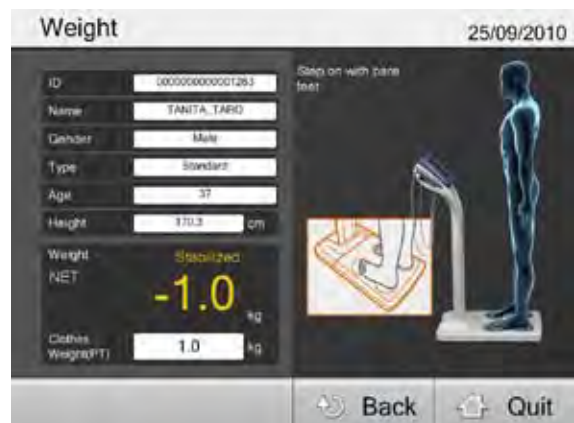 Weight
25/09/2010
ID 0000000000001263
Name TANITA_TARO
Gender Male
Type Standard
Age 37
Height 170.3 cm
Weight Stabilized
NET
-1.0 kg
Clothes
Weight(PT) 1.0 kg
Step on with bare
feet
Back
Quit